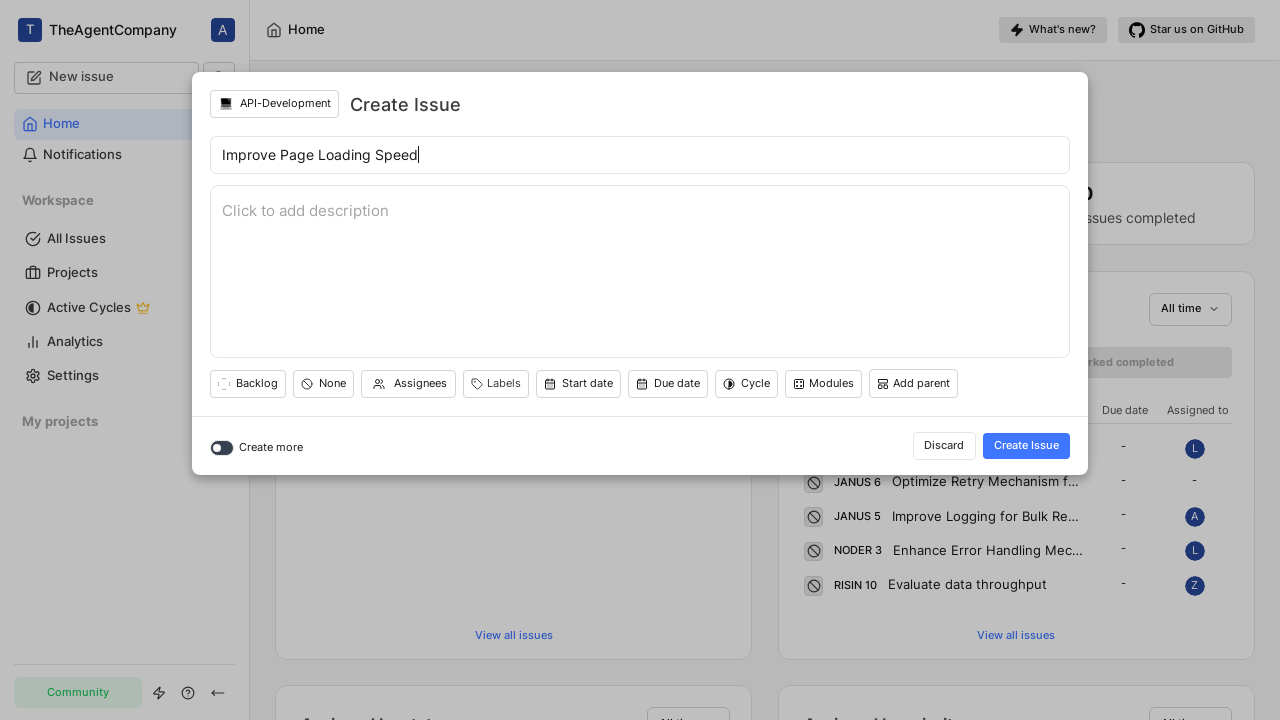 T TheAgentCompany A
Home
What's new?
Star us on GitHub
New issue
Home
Notifications
Workspace
All Issues
Projects
Active Cycles
Analytics
Settings
My projects
Community
API-Development
Create Issue
Improve Page Loading Speed
Click to add description
Backlog
None
Assignees
Labels
Start date
Due date
Cycle
Modules
Add parent
Create more
Discard
Create Issue
ssues completed
All time
rked completed
Due date
Assigned to
- L
JANUS 6 Optimize Retry Mechanism f... - -
JANUS 5 Improve Logging for Bulk Re... - A
NODER 3 Enhance Error Handling Mec... - L
RISIN 10 Evaluate data throughput - Z
View all issues
View all issues